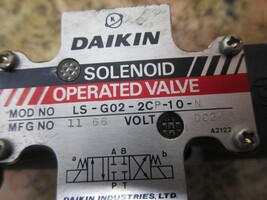 DAIKIN
SOLENOID
OPERATED VALVE
MOD NO LS-G02-2CP-10-N
MFG NO 11 66 VOLT DC2
A2122
a A B b
P T
DAIKIN INDUSTRIES, LTD.